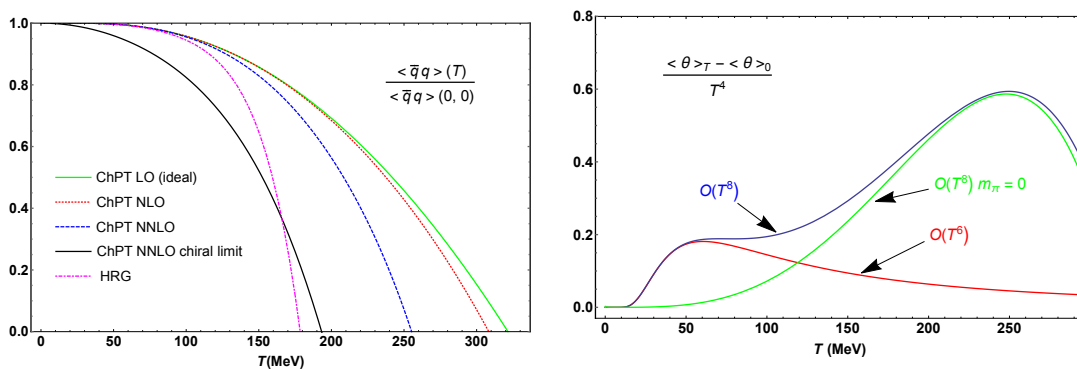 1.0
0.8
0.6
0.4
0.2
0.0
0 50 100 150 200 250 300
T(MeV)
< q̅ q > (T)
< q̅ q > (0, 0)
ChPT LO (ideal)
ChPT NLO
ChPT NNLO
ChPT NNLO chiral limit
HRG
0.8
0.6
0.4
0.2
0.0
0 50 100 150 200 250
T (MeV)
< θ >T − < θ >0
T⁴
O(T⁸)
O(T⁸) mπ = 0
O(T⁶)